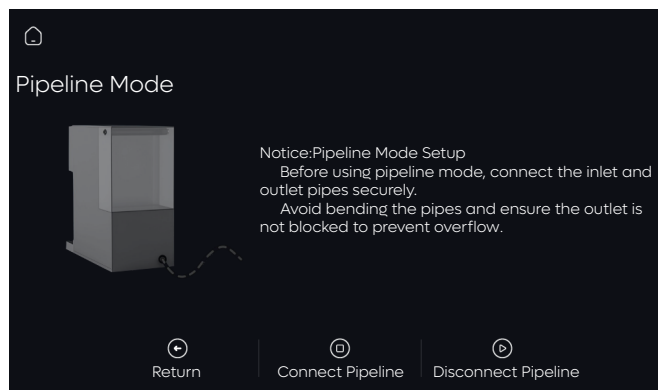 Pipeline Mode
Notice:Pipeline Mode Setup
Before using pipeline mode, connect the inlet and
outlet pipes securely.
Avoid bending the pipes and ensure the outlet is
not blocked to prevent overflow.
Return
Connect Pipeline
Disconnect Pipeline